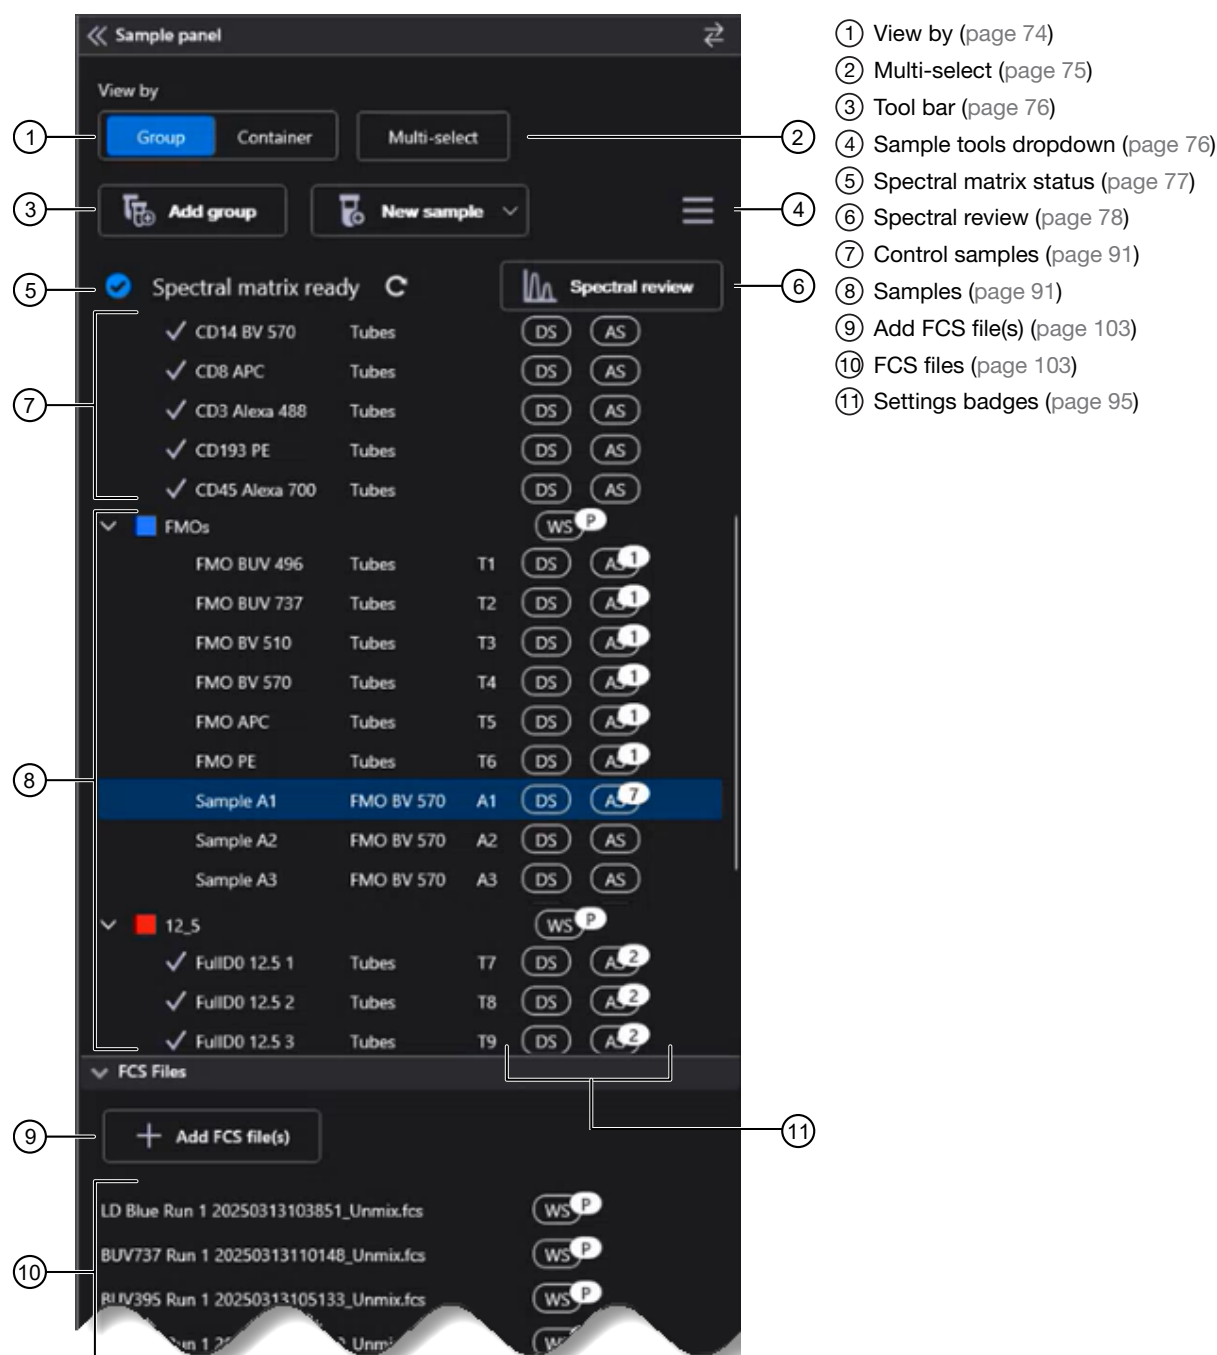 Sample panel
View by
1 Group Container Multi-select 2
3 Add group New sample 4
5 Spectral matrix ready Spectral review 6
CD14 BV 570 Tubes DS AS
CD8 APC Tubes DS AS
7 CD3 Alexa 488 Tubes DS AS
CD193 PE Tubes DS AS
CD45 Alexa 700 Tubes DS AS
FMOs WS P
FMO BUV 496 Tubes T1 DS AS 1
FMO BUV 737 Tubes T2 DS AS 1
FMO BV 510 Tubes T3 DS AS 1
FMO BV 570 Tubes T4 DS AS 1
FMO APC Tubes T5 DS AS 1
FMO PE Tubes T6 DS AS 1
8 Sample A1 FMO BV 570 A1 DS AS 7
Sample A2 FMO BV 570 A2 DS AS
Sample A3 FMO BV 570 A3 DS AS
12_5 WS P
FullD0 12.5 1 Tubes T7 DS AS 2
FullD0 12.5 2 Tubes T8 DS AS 2
FullD0 12.5 3 Tubes T9 DS AS 2
FCS Files
9 Add FCS file(s) 11
LD Blue Run 1 20250313103851_Unmix.fcs WS P
BUV737 Run 1 20250313110148_Unmix.fcs WS P
10
BUV395 Run 1 20250313105133_Unmix.fcs WS P
1 View by (page 74)
2 Multi-select (page 75)
3 Tool bar (page 76)
4 Sample tools dropdown (page 76)
5 Spectral matrix status (page 77)
6 Spectral review (page 78)
7 Control samples (page 91)
8 Samples (page 91)
9 Add FCS file(s) (page 103)
10 FCS files (page 103)
11 Settings badges (page 95)